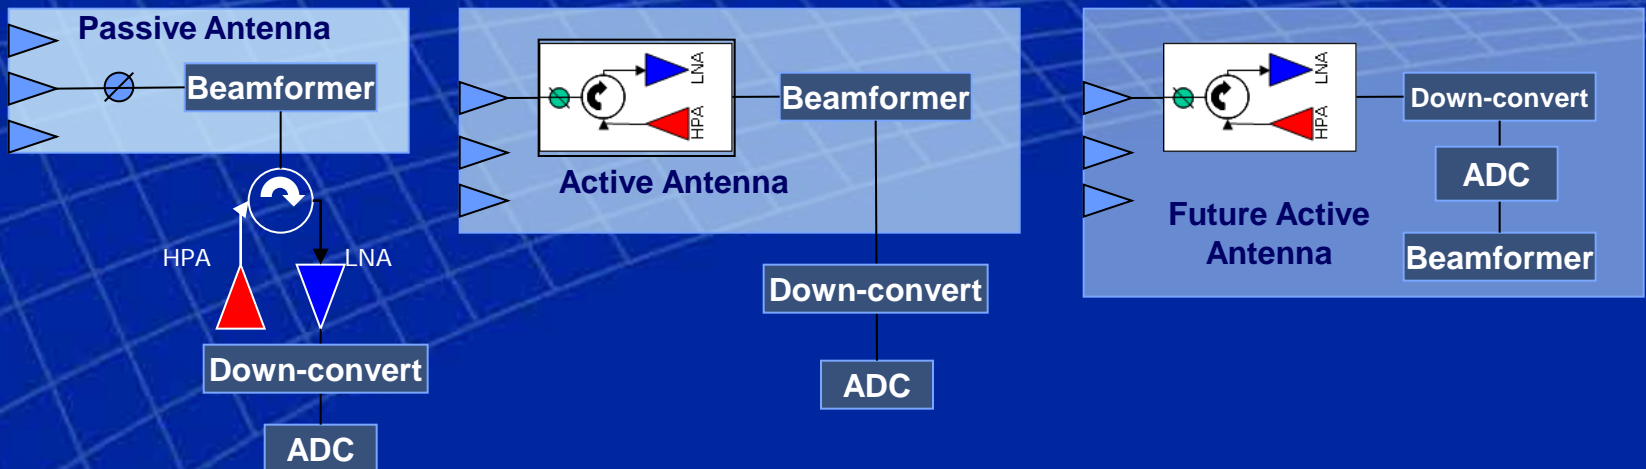 Passive Antenna
Beamformer
HPA
LNA
Down-convert
ADC
LNA
HPA
Beamformer
Active Antenna
Down-convert
ADC
LNA
HPA
Down-convert
ADC
Beamformer
Future Active
Antenna